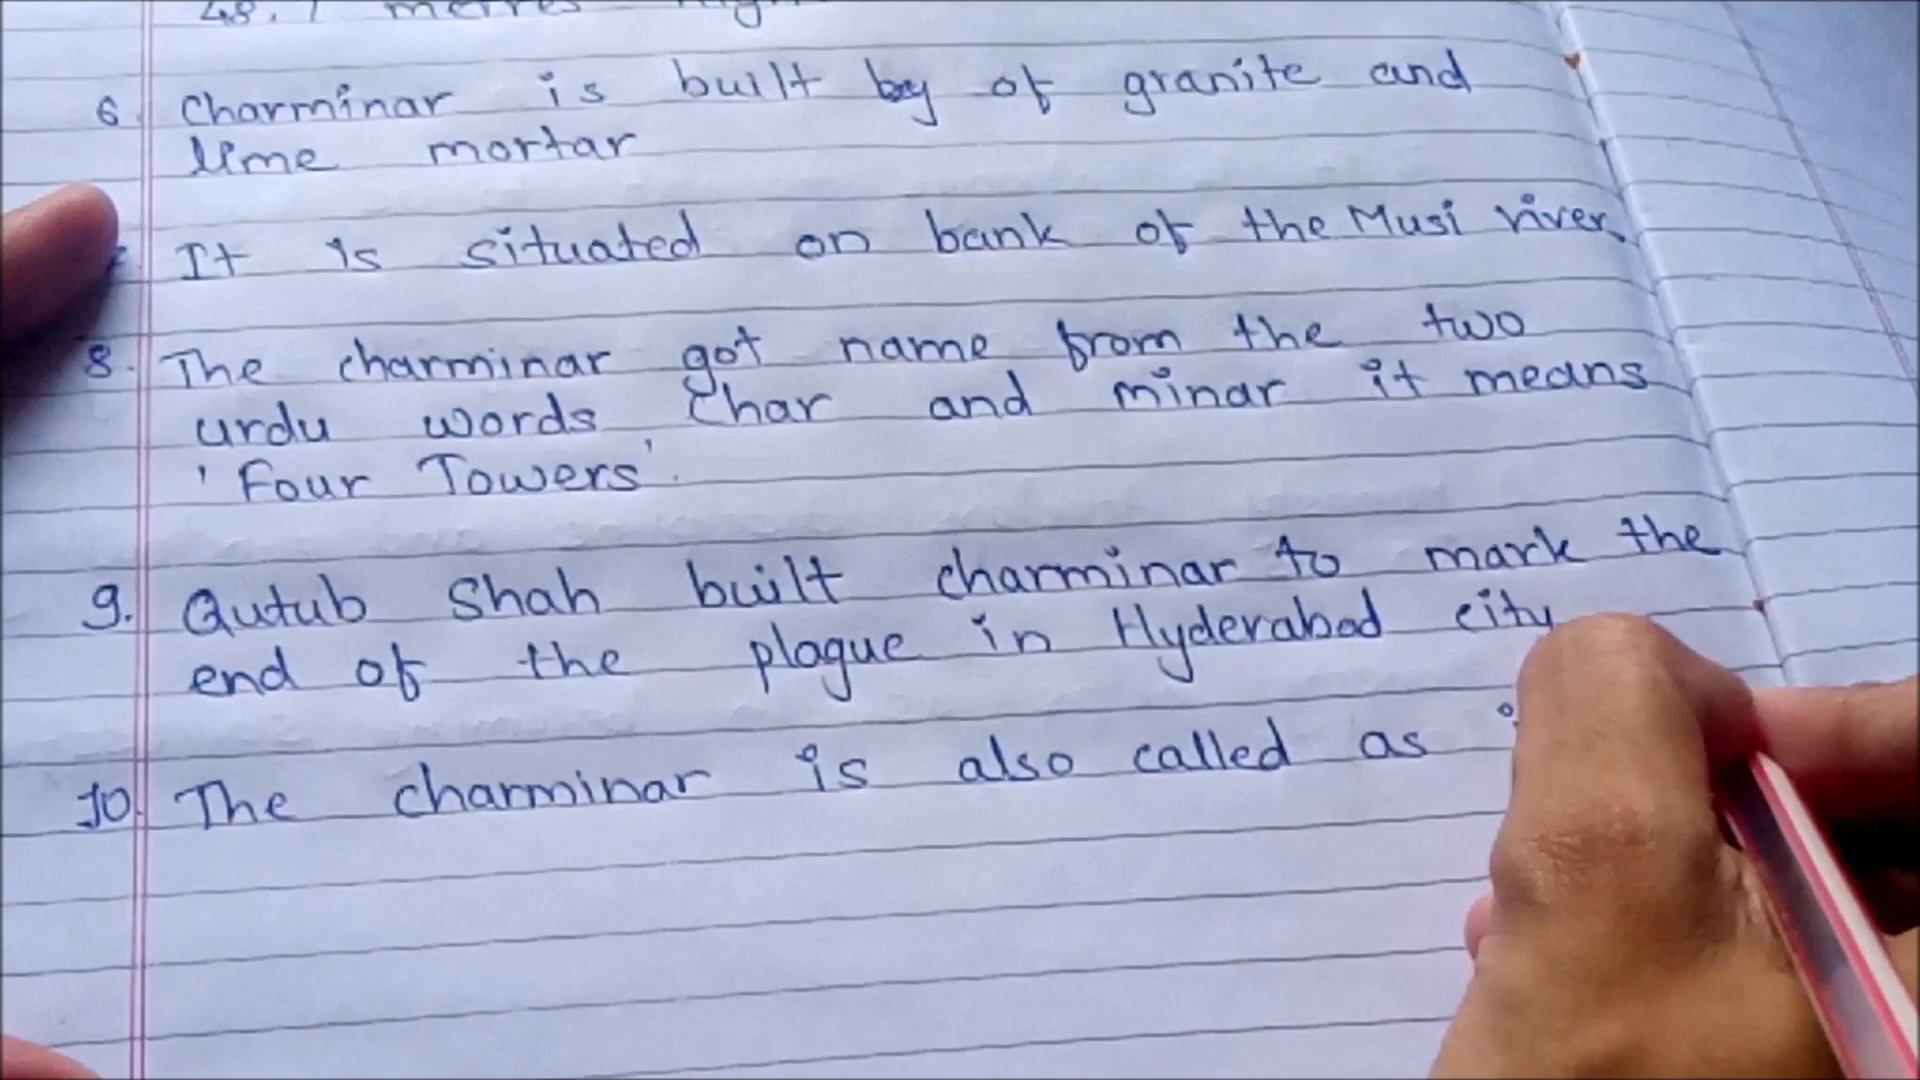 48.7 metres
6. Charminar is built by of granite and
lime mortar
It is situated on bank of the Musi river.
8. The charminar got name from the two
urdu words Char and minar it means
'Four Towers'.
9. Qutub Shah built charminar to mark the
end of the plague in Hyderabad city
10. The charminar is also called as